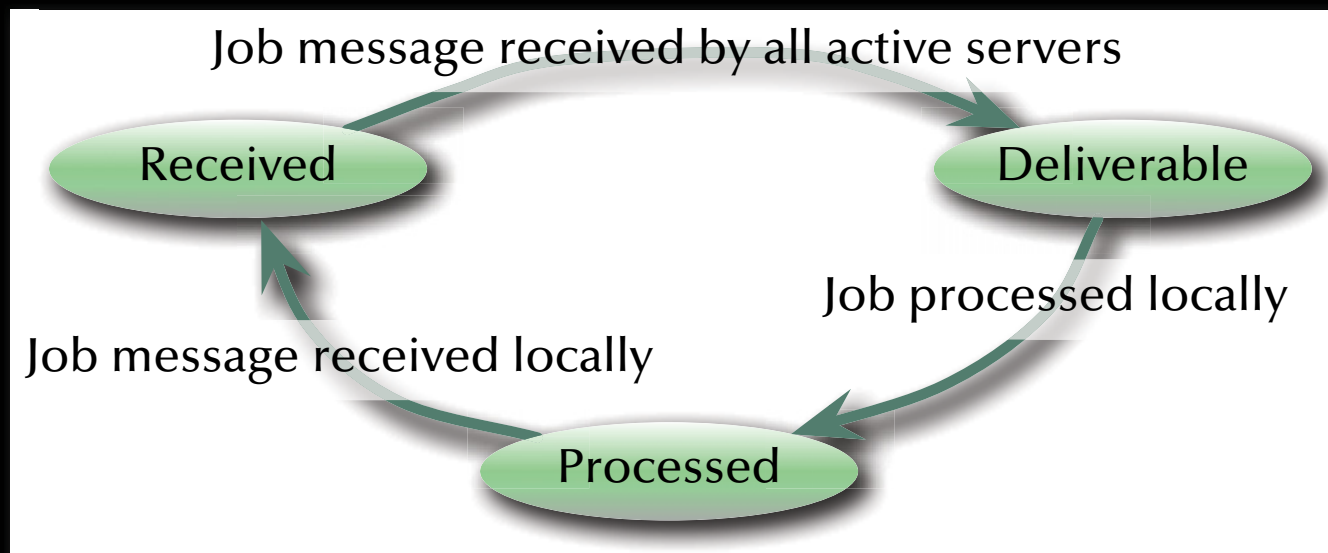 Job message received by all active servers
Received
Deliverable
Job processed locally
Job message received locally
Processed